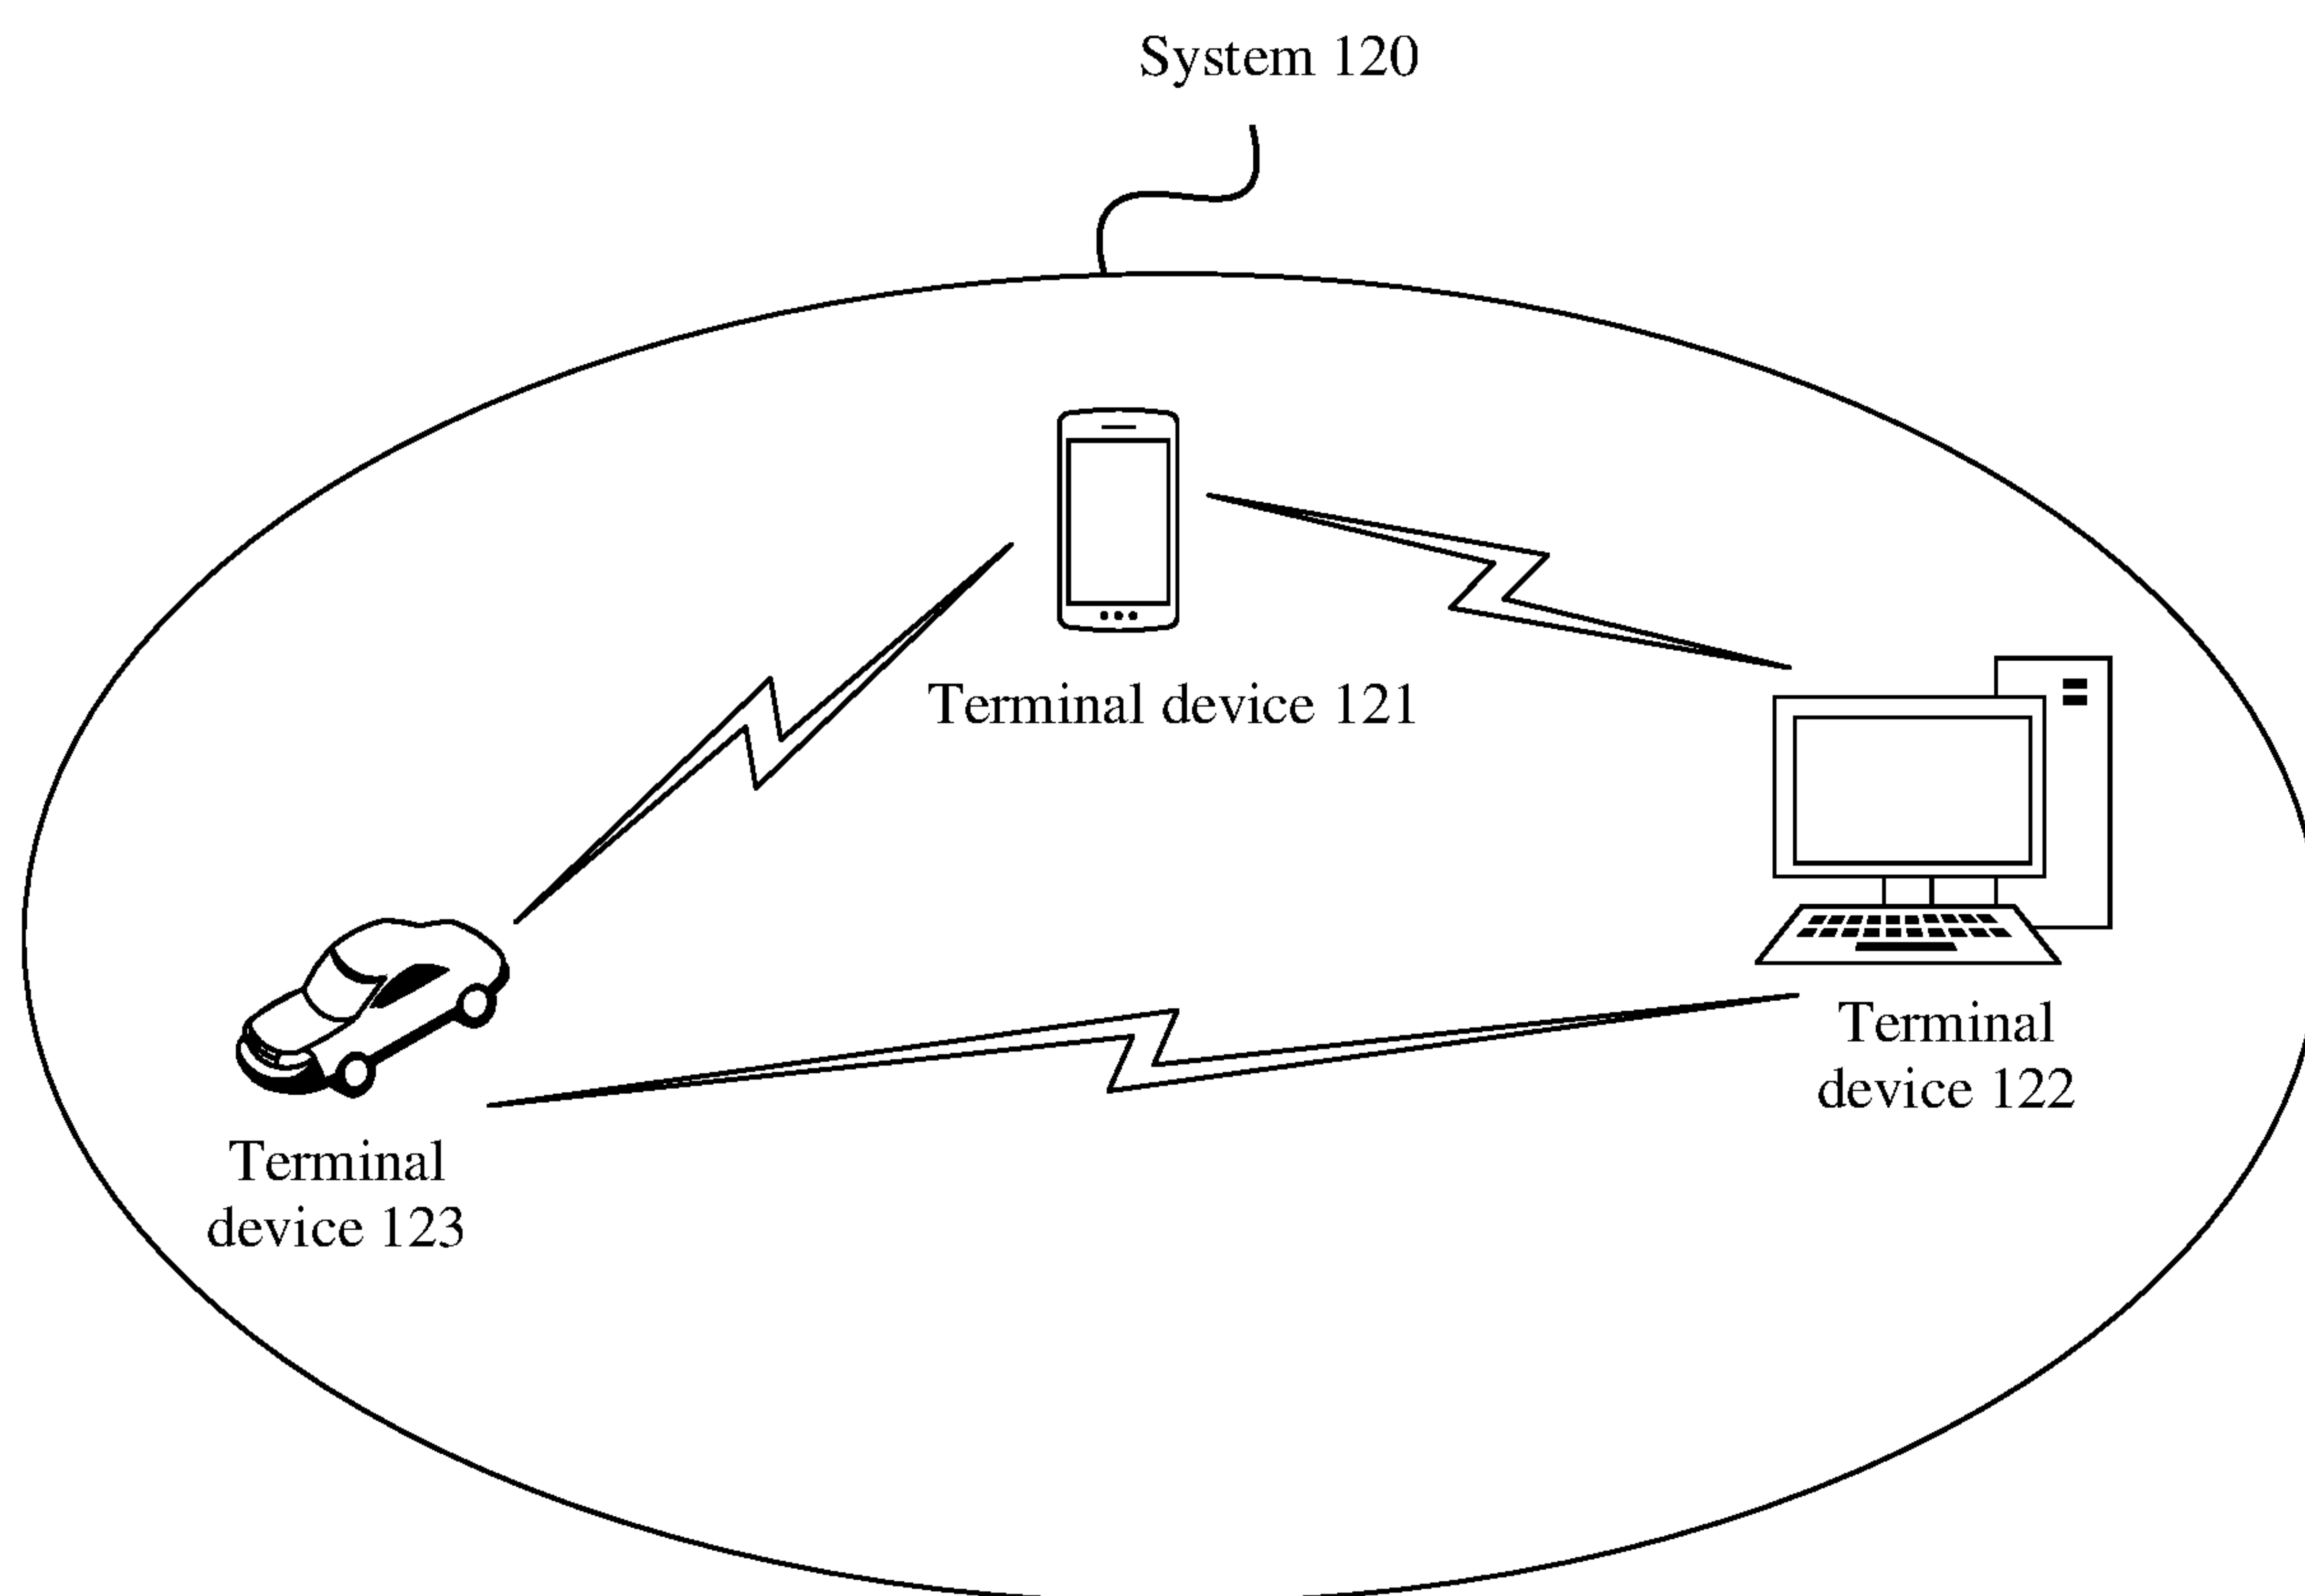 System 120
Terminal device 121
Terminal
device 122
Terminal
device 123